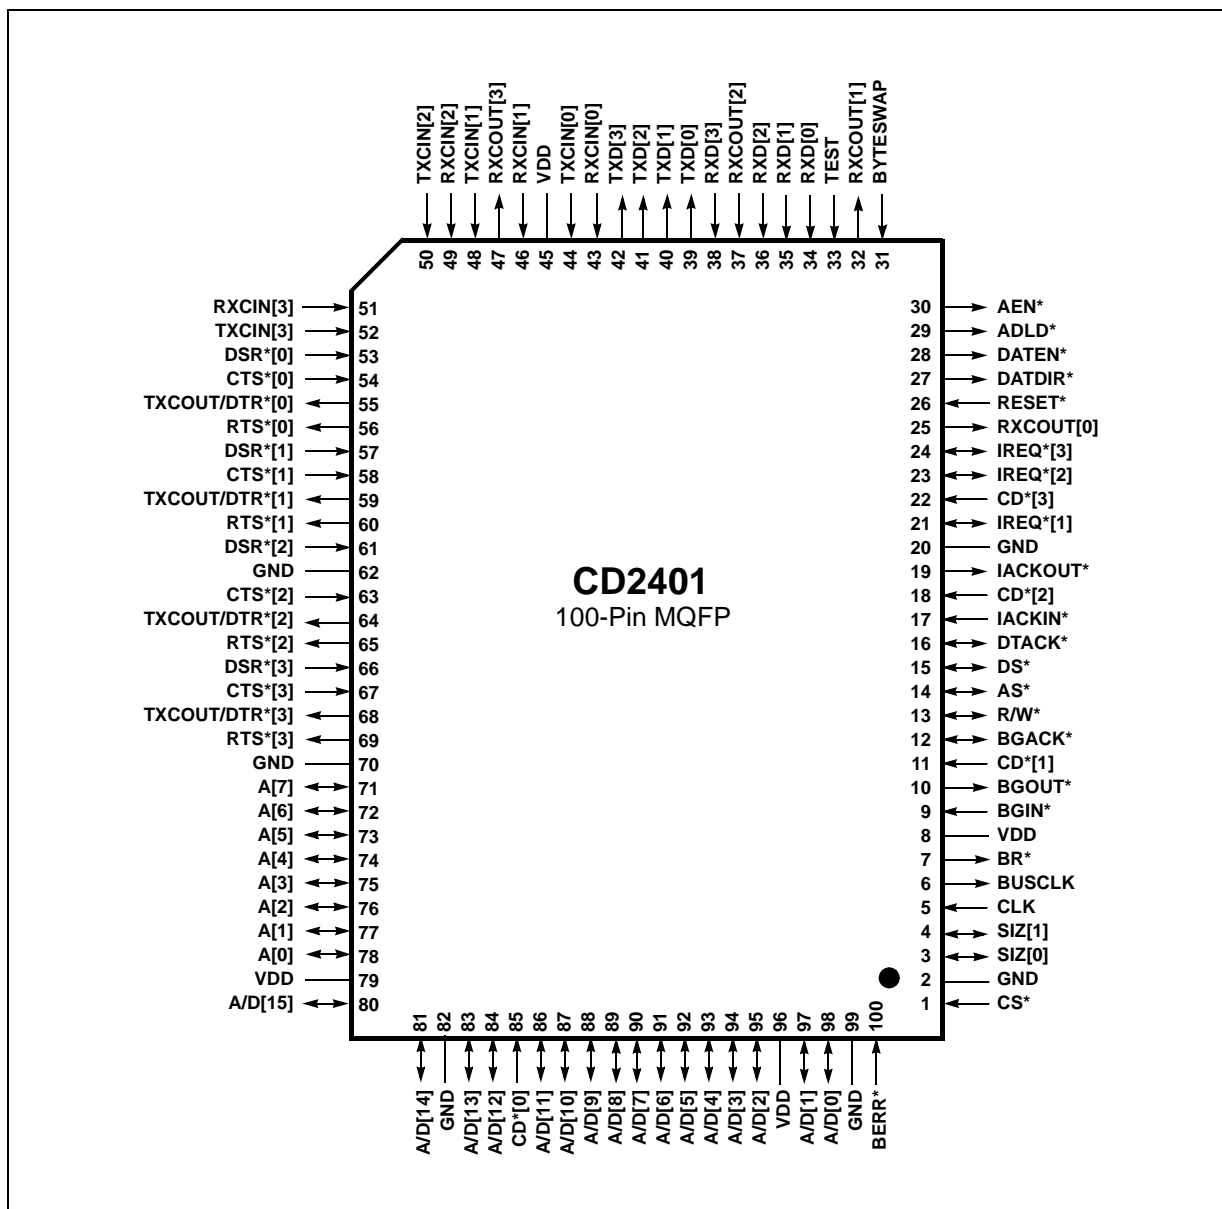 TXCIN[2]
RXCIN[2]
TXCIN[1]
RXCOUT[3]
RXCIN[1]
VDD
TXCIN[0]
RXCIN[0]
TXD[3]
TXD[2]
TXD[1]
TXD[0]
RXD[3]
RXCOUT[2]
RXD[2]
RXD[1]
RXD[0]
TEST
RXCOUT[1]
BYTESWAP
50 49 48 47 46 45 44 43 42 41 40 39 38 37 36 35 34 33 32 31
RXCIN[3] 51 30 AEN*
TXCIN[3] 52 29 ADLD*
DSR*[0] 53 28 DATEN*
CTS*[0] 54 27 DATDIR*
TXCOUT/DTR*[0] 55 26 RESET*
RTS*[0] 56 25 RXCOUT[0]
DSR*[1] 57 24 IREQ*[3]
CTS*[1] 58 23 IREQ*[2]
TXCOUT/DTR*[1] 59 22 CD*[3]
RTS*[1] 60 21 IREQ*[1]
DSR*[2] 61 20 GND
GND 62 19 IACKOUT*
CD2401
CTS*[2] 63 18 CD*[2]
100-Pin MQFP
TXCOUT/DTR*[2] 64 17 IACKIN*
RTS*[2] 65 16 DTACK*
DSR*[3] 66 15 DS*
CTS*[3] 67 14 AS*
TXCOUT/DTR*[3] 68 13 R/W*
RTS*[3] 69 12 BGACK*
GND 70 11 CD*[1]
A[7] 71 10 BGOUT*
A[6] 72 9 BGIN*
A[5] 73 8 VDD
A[4] 74 7 BR*
A[3] 75 6 BUSCLK
A[2] 76 5 CLK
A[1] 77 4 SIZ[1]
A[0] 78 3 SIZ[0]
VDD 79 2 GND
A/D[15] 80 1 CS*
81 82 83 84 85 86 87 88 89 90 91 92 93 94 95 96 97 98 99 100
A/D[14]
GND
A/D[13]
A/D[12]
CD*[0]
A/D[11]
A/D[10]
A/D[9]
A/D[8]
A/D[7]
A/D[6]
A/D[5]
A/D[4]
A/D[3]
A/D[2]
VDD
A/D[1]
A/D[0]
GND
BERR*